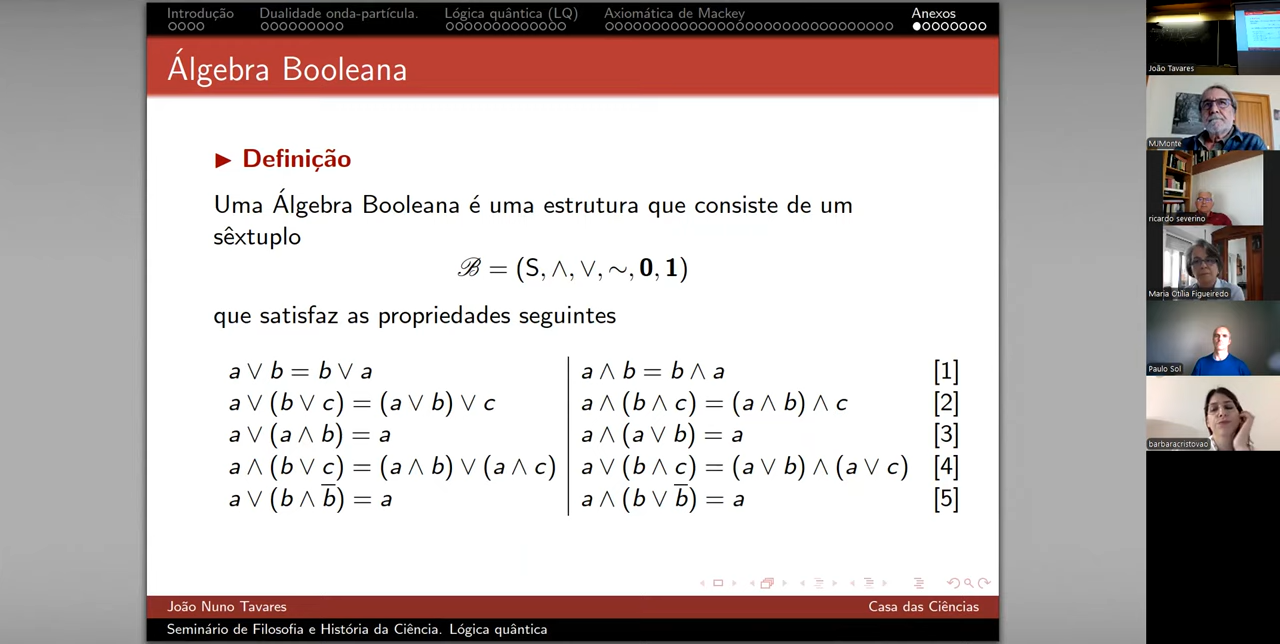 Introdução Dualidade onda-partícula. Lógica quântica (LQ) Axiomática de Mackey Anexos
Álgebra Booleana
Definição
Uma Álgebra Booleana é uma estrutura que consiste de um
sêxtuplo
ℬ = (S, ∧, ∨, ∼, 0, 1)
que satisfaz as propriedades seguintes
a ∨ b = b ∨ a a ∧ b = b ∧ a [1]
a ∨ (b ∨ c) = (a ∨ b) ∨ c a ∧ (b ∧ c) = (a ∧ b) ∧ c [2]
a ∨ (a ∧ b) = a a ∧ (a ∨ b) = a [3]
a ∧ (b ∨ c) = (a ∧ b) ∨ (a ∧ c) a ∨ (b ∧ c) = (a ∨ b) ∧ (a ∨ c) [4]
a ∨ (b ∧ b̅) = a a ∧ (b ∨ b̅) = a [5]
João Nuno Tavares Casa das Ciências
Seminário de Filosofia e História da Ciência. Lógica quântica
João Tavares
MJMonte
ricardo severino
Maria Otília Figueiredo
Paulo Sol
barbaracristovao